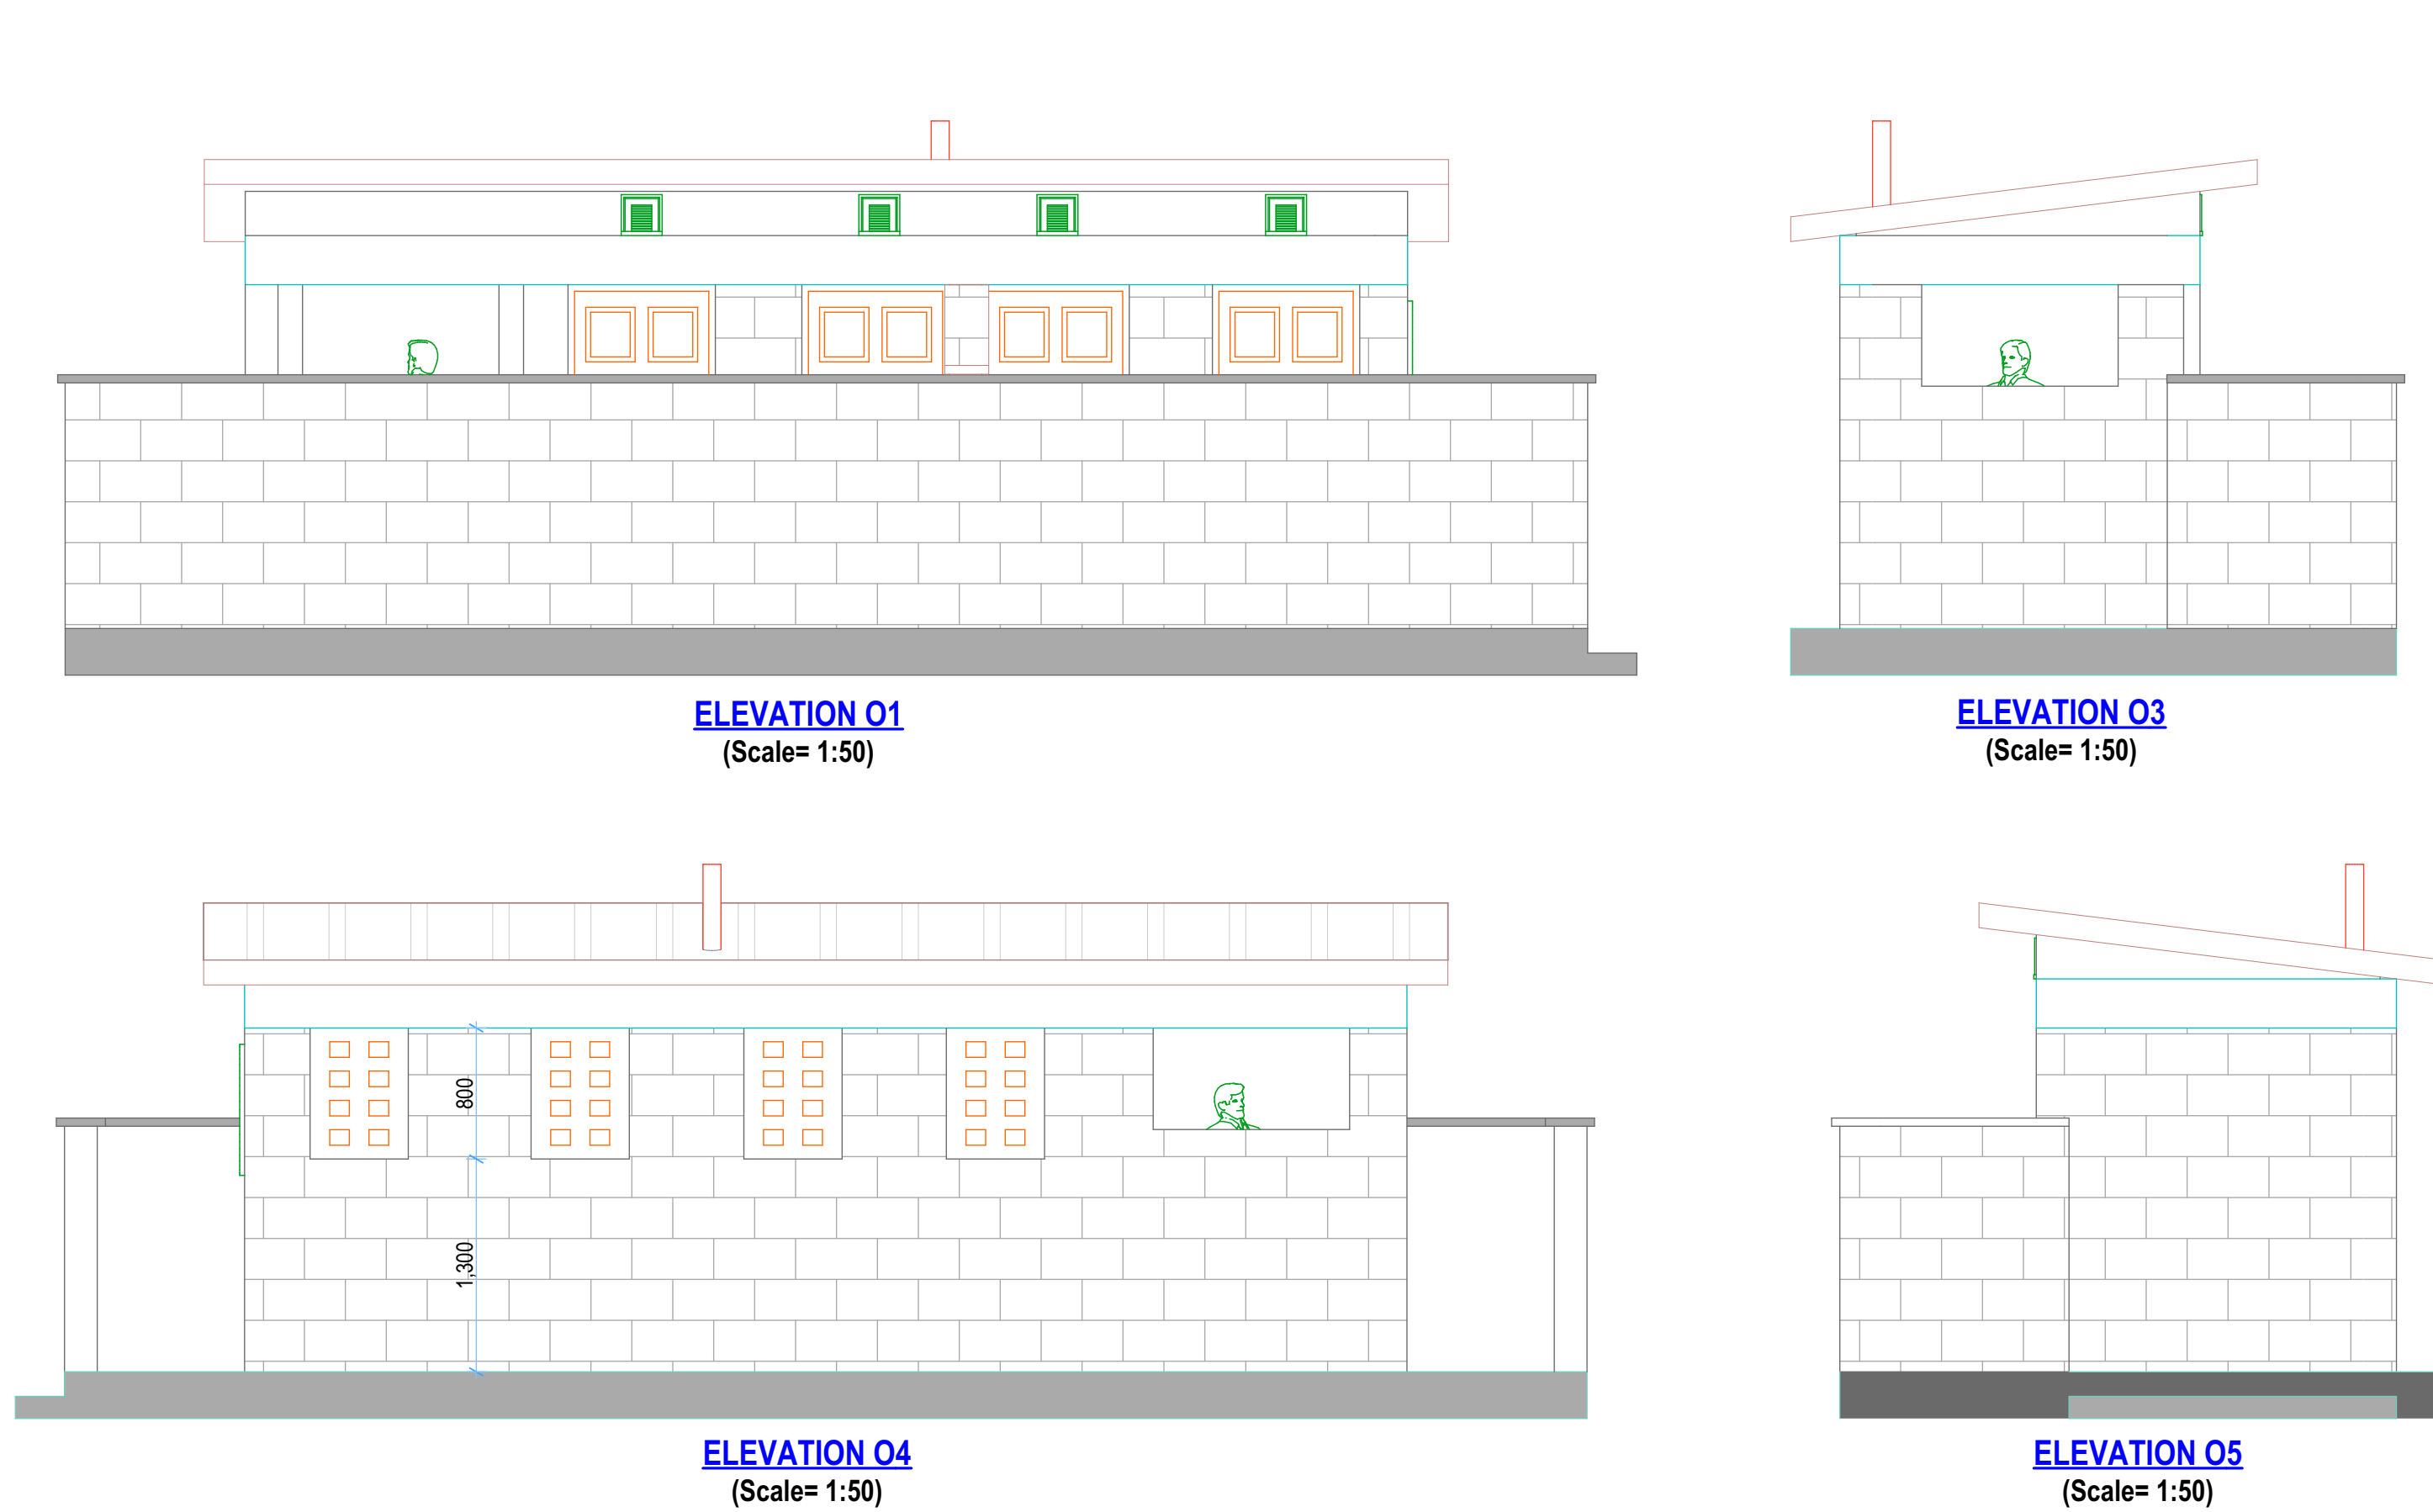 ELEVATION O1
(Scale= 1:50)
ELEVATION O3
(Scale= 1:50)
800
1,300
ELEVATION O4
(Scale= 1:50)
ELEVATION O5
(Scale= 1:50)